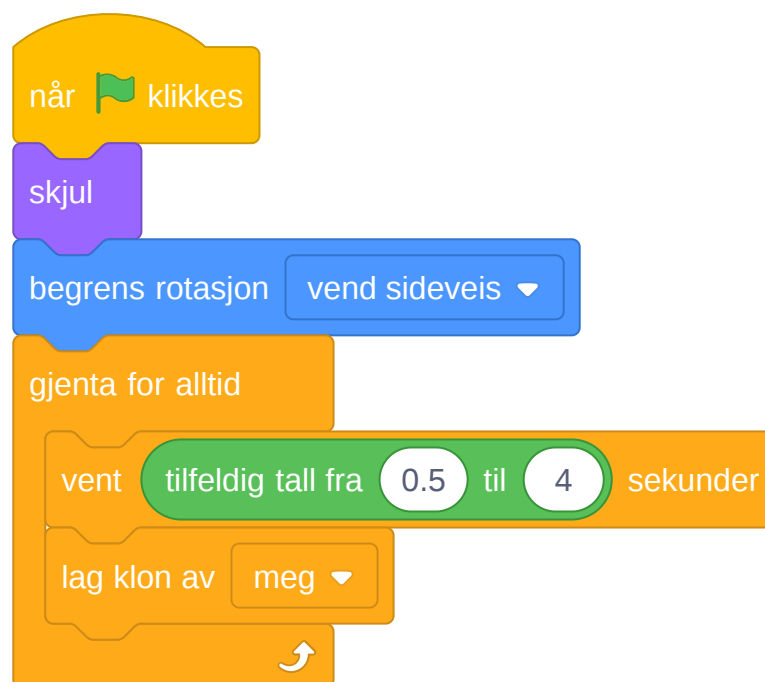 når klikkes
skjul
begrens rotasjon vend sideveis
gjenta for alltid
vent tilfeldig tall fra 0.5 til 4 sekunder
lag klon av meg